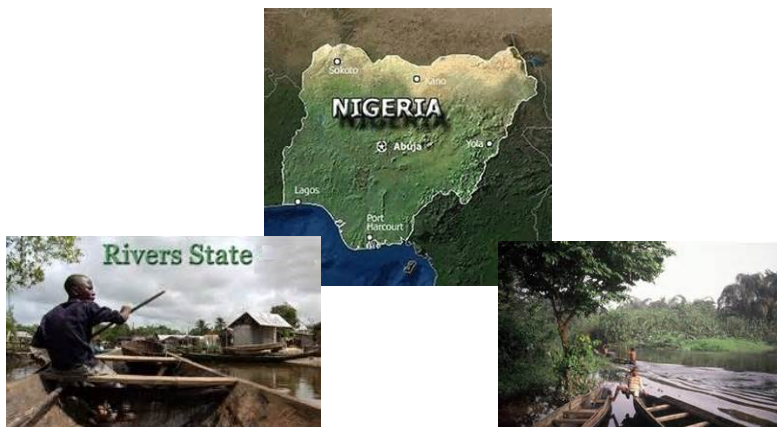 Sokoto
Kano
NIGERIA
Abuja
Yola
Lagos
Port
Harcourt
Rivers State